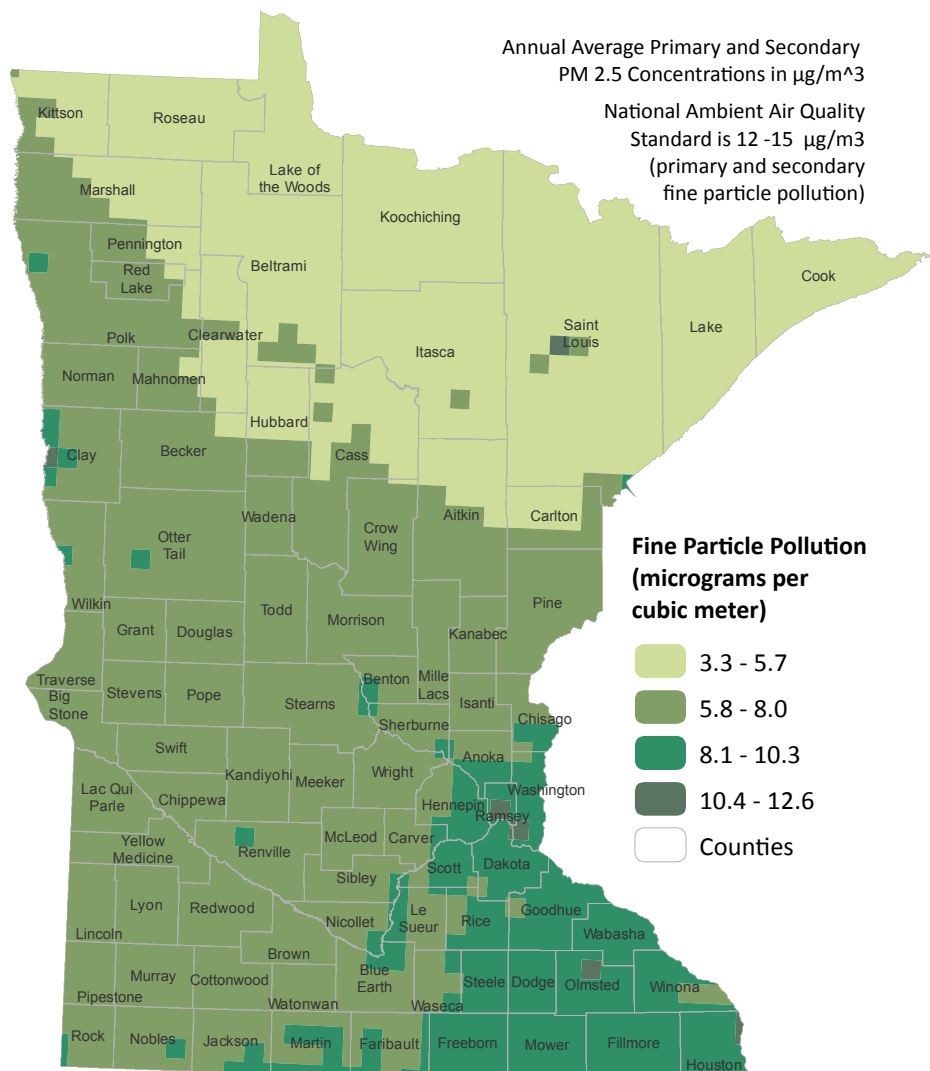 Annual Average Primary and Secondary
PM 2.5 Concentrations in µg/m^3
National Ambient Air Quality
Standard is 12 -15 µg/m3
(primary and secondary
fine particle pollution)
Kittson
Roseau
Lake of
the Woods
Marshall
Koochiching
Pennington
Beltrami
Red
Lake
Cook
Polk
Clearwater
Saint
Louis
Lake
Itasca
Norman
Mahnomen
Hubbard
Clay
Becker
Cass
Wadena
Aitkin
Carlton
Otter
Tail
Crow
Wing
Wilkin
Grant
Douglas
Todd
Morrison
Kanabec
Pine
Traverse
Big
Stone
Stevens
Pope
Stearns
Benton
Mille
Lacs
Isanti
Sherburne
Chisago
Swift
Anoka
Kandiyohi
Meeker
Wright
Lac Qui
Parle
Chippewa
Hennepin
Washington
Ramsey
Yellow
Medicine
Renville
McLeod
Carver
Scott
Dakota
Sibley
Lyon
Redwood
Nicollet
Le
Sueur
Rice
Goodhue
Lincoln
Wabasha
Brown
Murray
Cottonwood
Blue
Earth
Steele
Dodge
Olmsted
Winona
Pipestone
Watonwan
Waseca
Rock
Nobles
Jackson
Martin
Faribault
Freeborn
Mower
Fillmore
Houston
Fine Particle Pollution
(micrograms per
cubic meter)
3.3 - 5.7
5.8 - 8.0
8.1 - 10.3
10.4 - 12.6
Counties